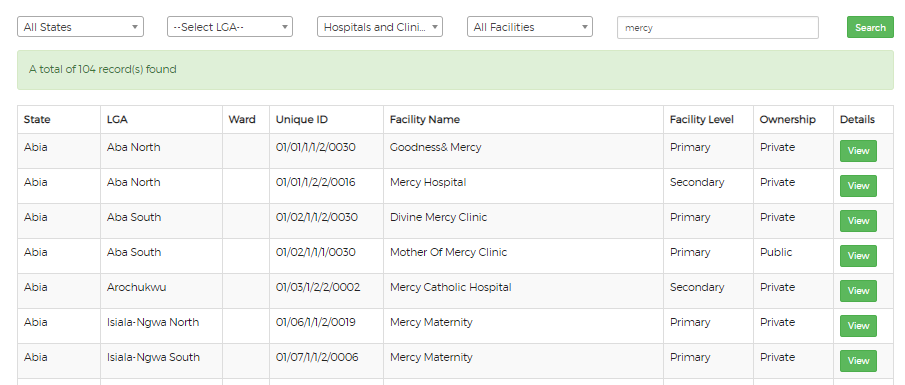 All States --Select LGA-- Hospitals and Clini... All Facilities mercy Search
A total of 104 record(s) found
State LGA Ward Unique ID Facility Name Facility Level Ownership Details
Abia Aba North 01/01/1/1/2/0030 Goodness& Mercy Primary Private View
Abia Aba North 01/01/1/2/2/0016 Mercy Hospital Secondary Private View
Abia Aba South 01/02/1/1/2/0030 Divine Mercy Clinic Primary Private View
Abia Aba South 01/02/1/1/1/0030 Mother Of Mercy Clinic Primary Public View
Abia Arochukwu 01/03/1/2/2/0002 Mercy Catholic Hospital Secondary Private View
Abia Isiala-Ngwa North 01/06/1/1/2/0019 Mercy Maternity Primary Private View
Abia Isiala-Ngwa South 01/07/1/1/2/0006 Mercy Maternity Primary Private View